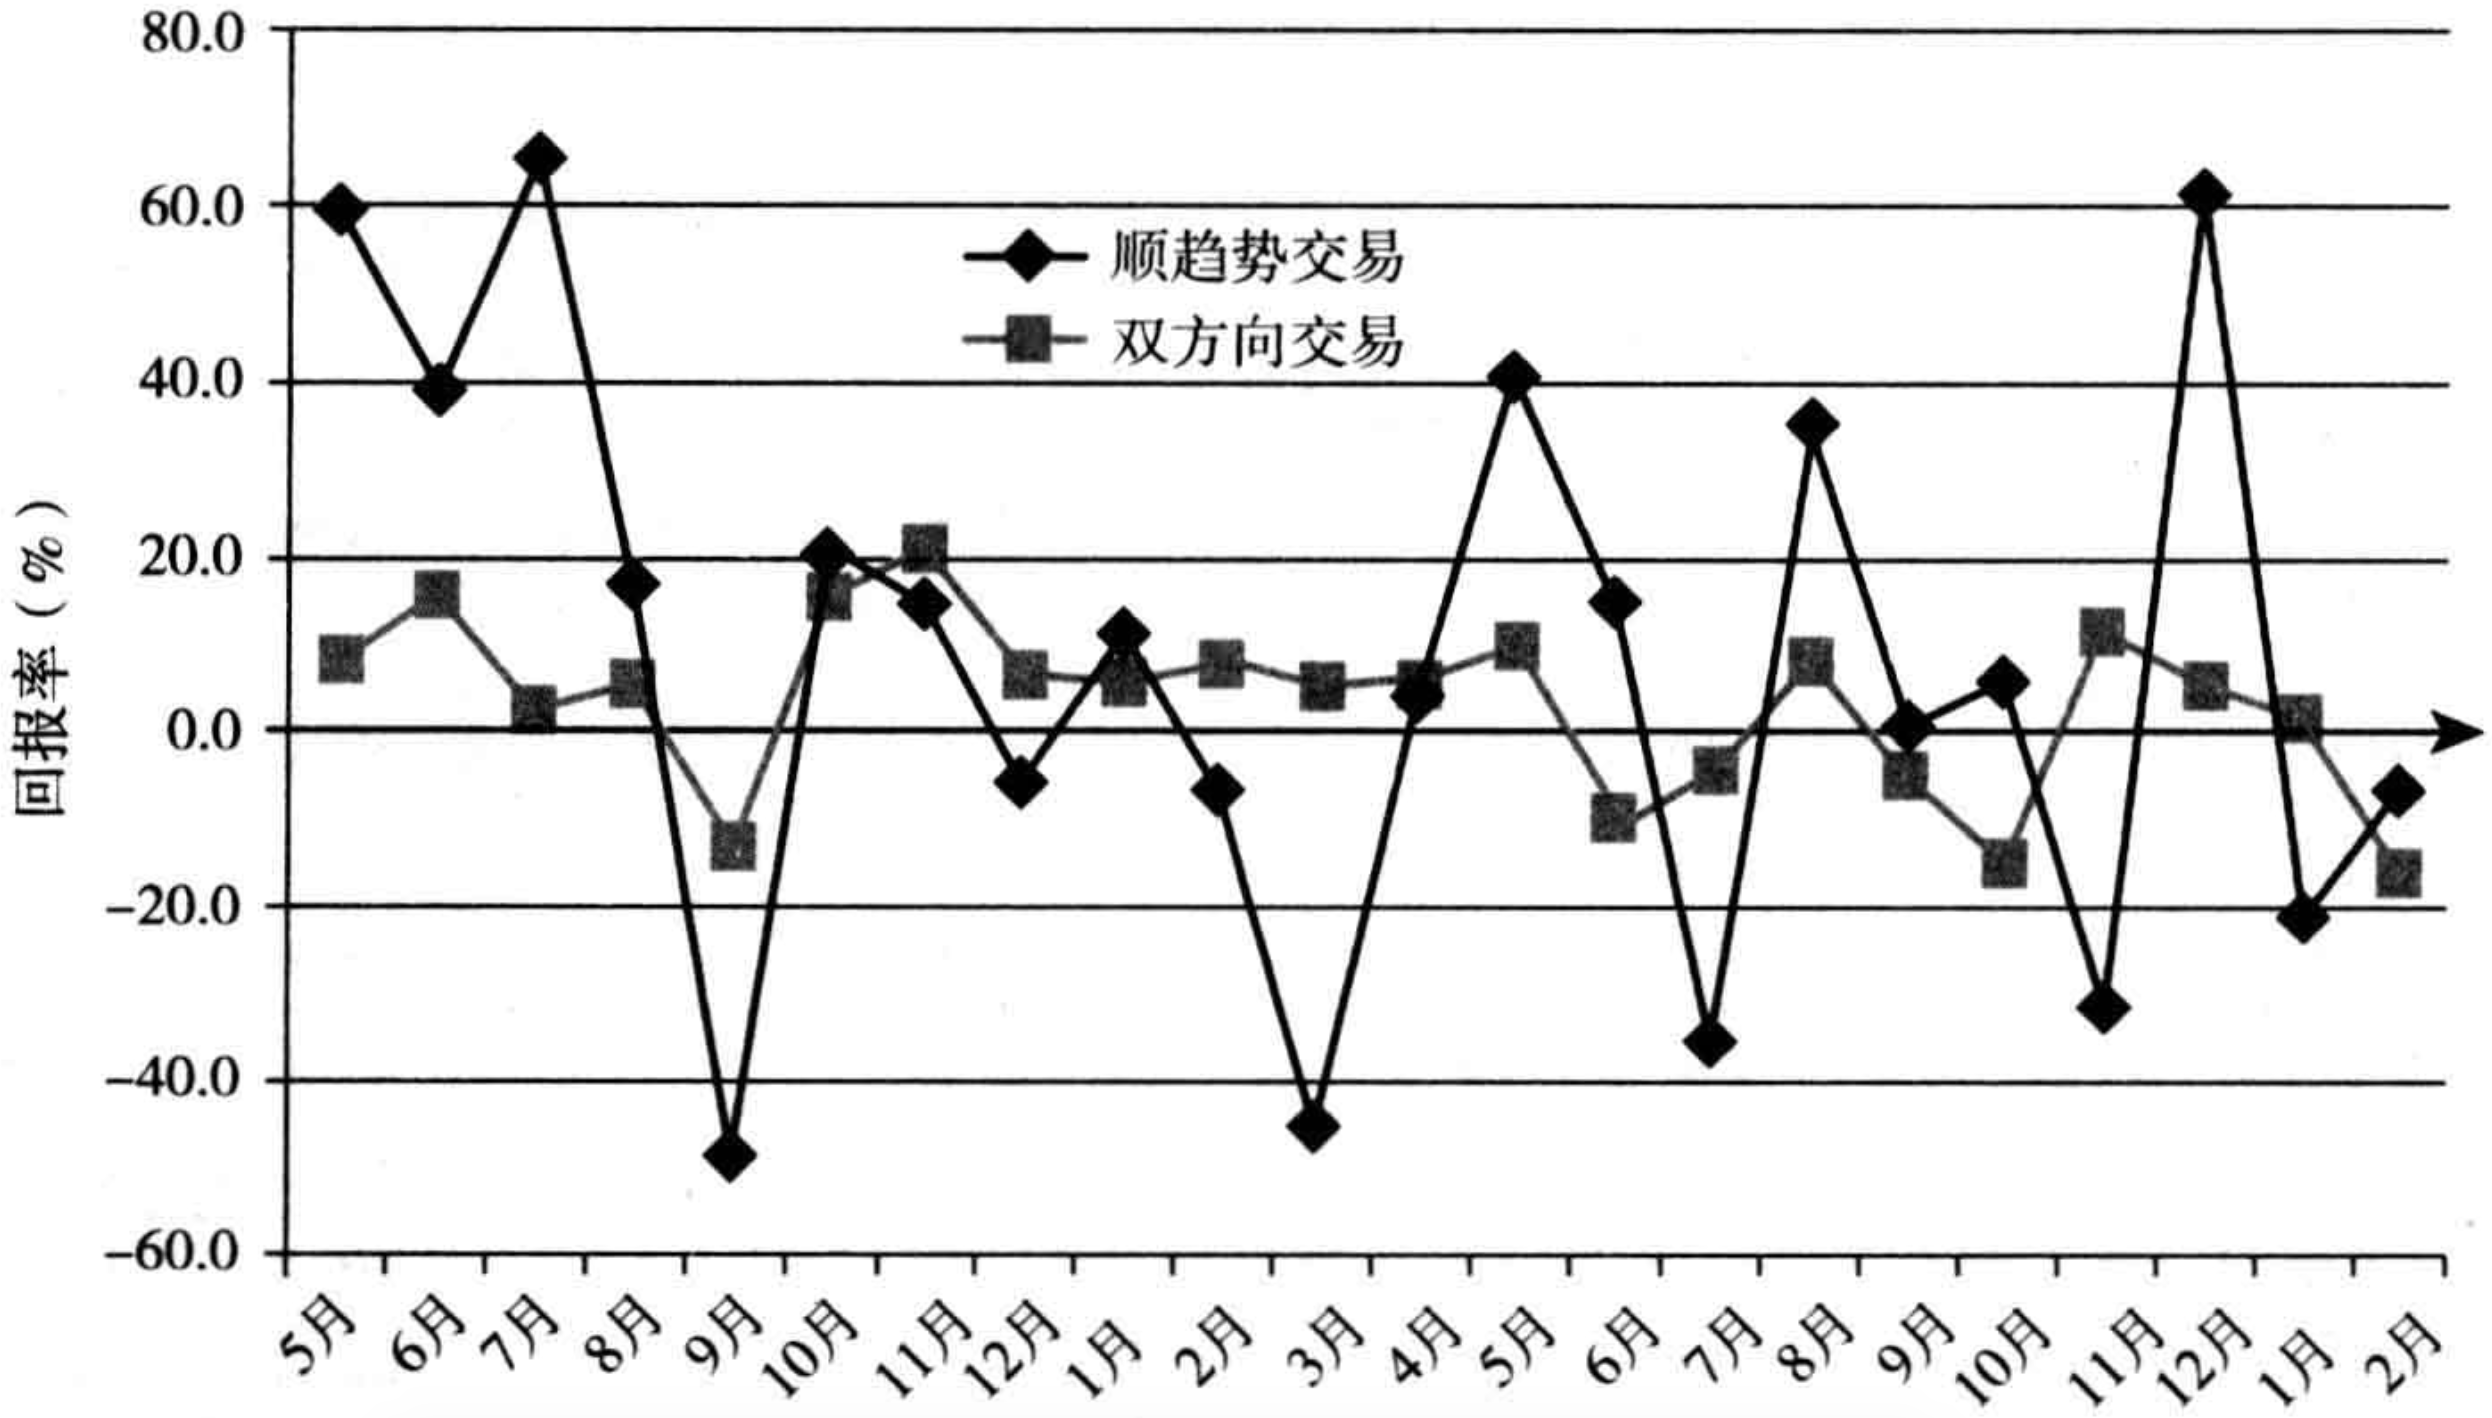 80.0
60.0
40.0
20.0
0.0
–20.0
–40.0
–60.0
回报率（%）
顺趋势交易
双方向交易
5月
6月
7月
8月
9月
10月
11月
12月
1月
2月
3月
4月
5月
6月
7月
8月
9月
10月
11月
12月
1月
2月